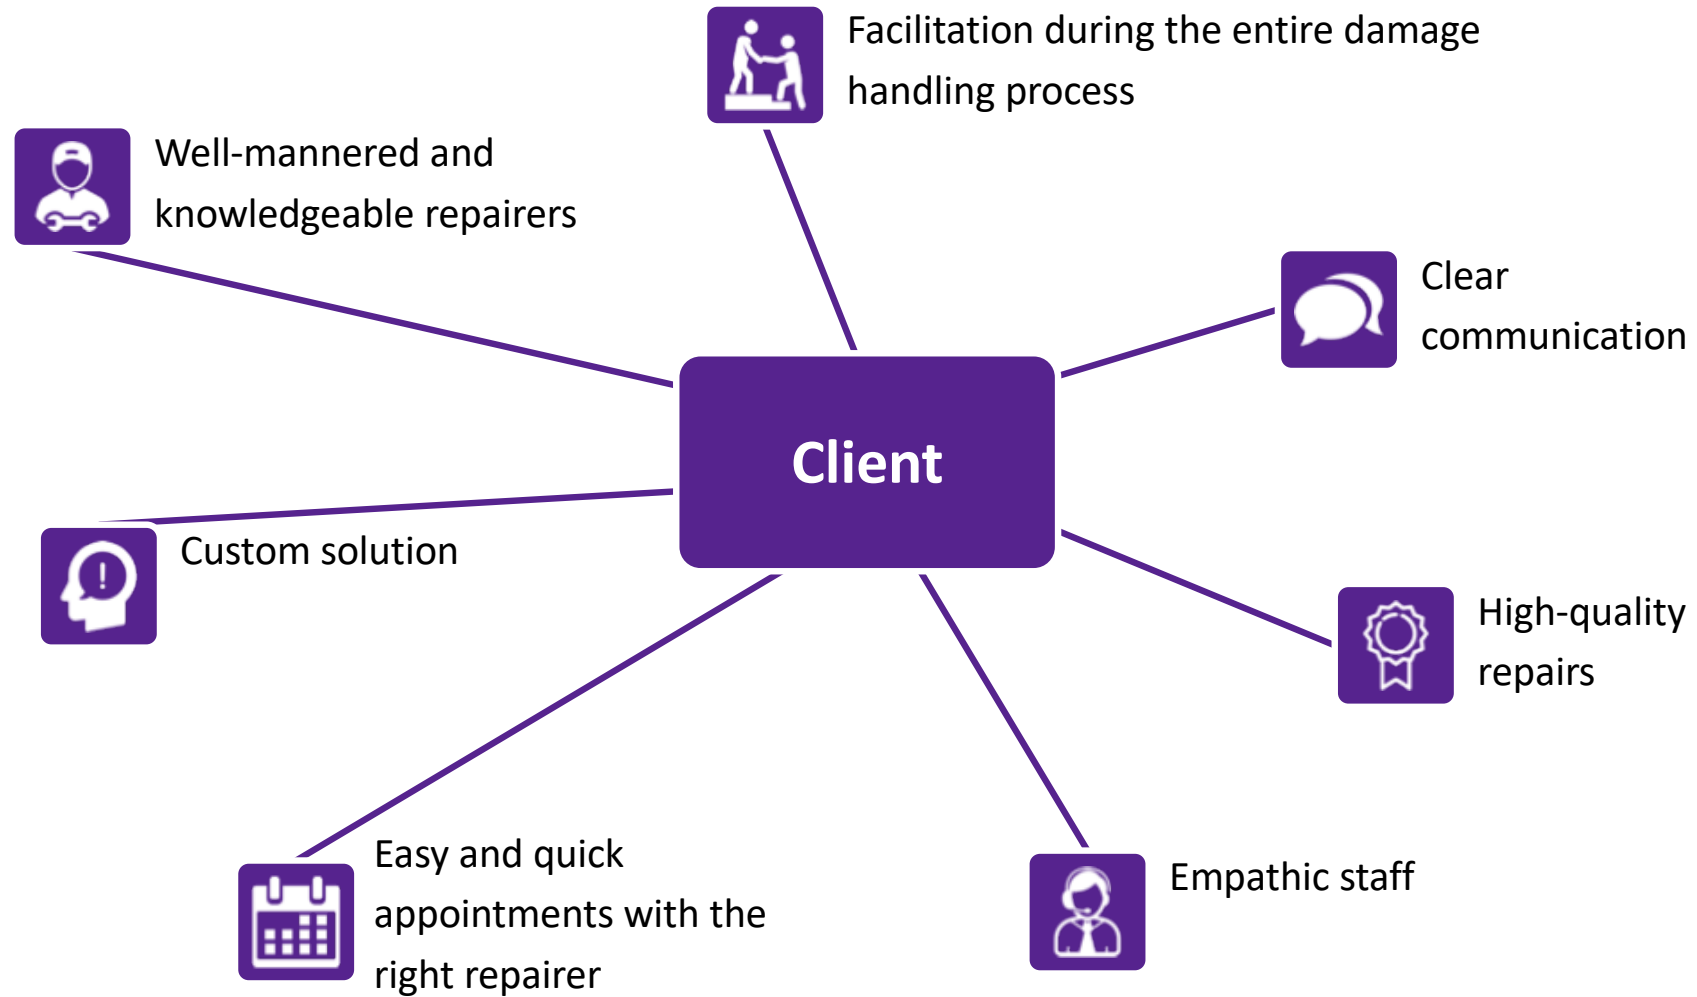 Facilitation during the entire damage
handling process
Well-mannered and
knowledgeable repairers
Clear
communication
Client
Custom solution
High-quality
repairs
Easy and quick
appointments with the
right repairer
Empathic staff